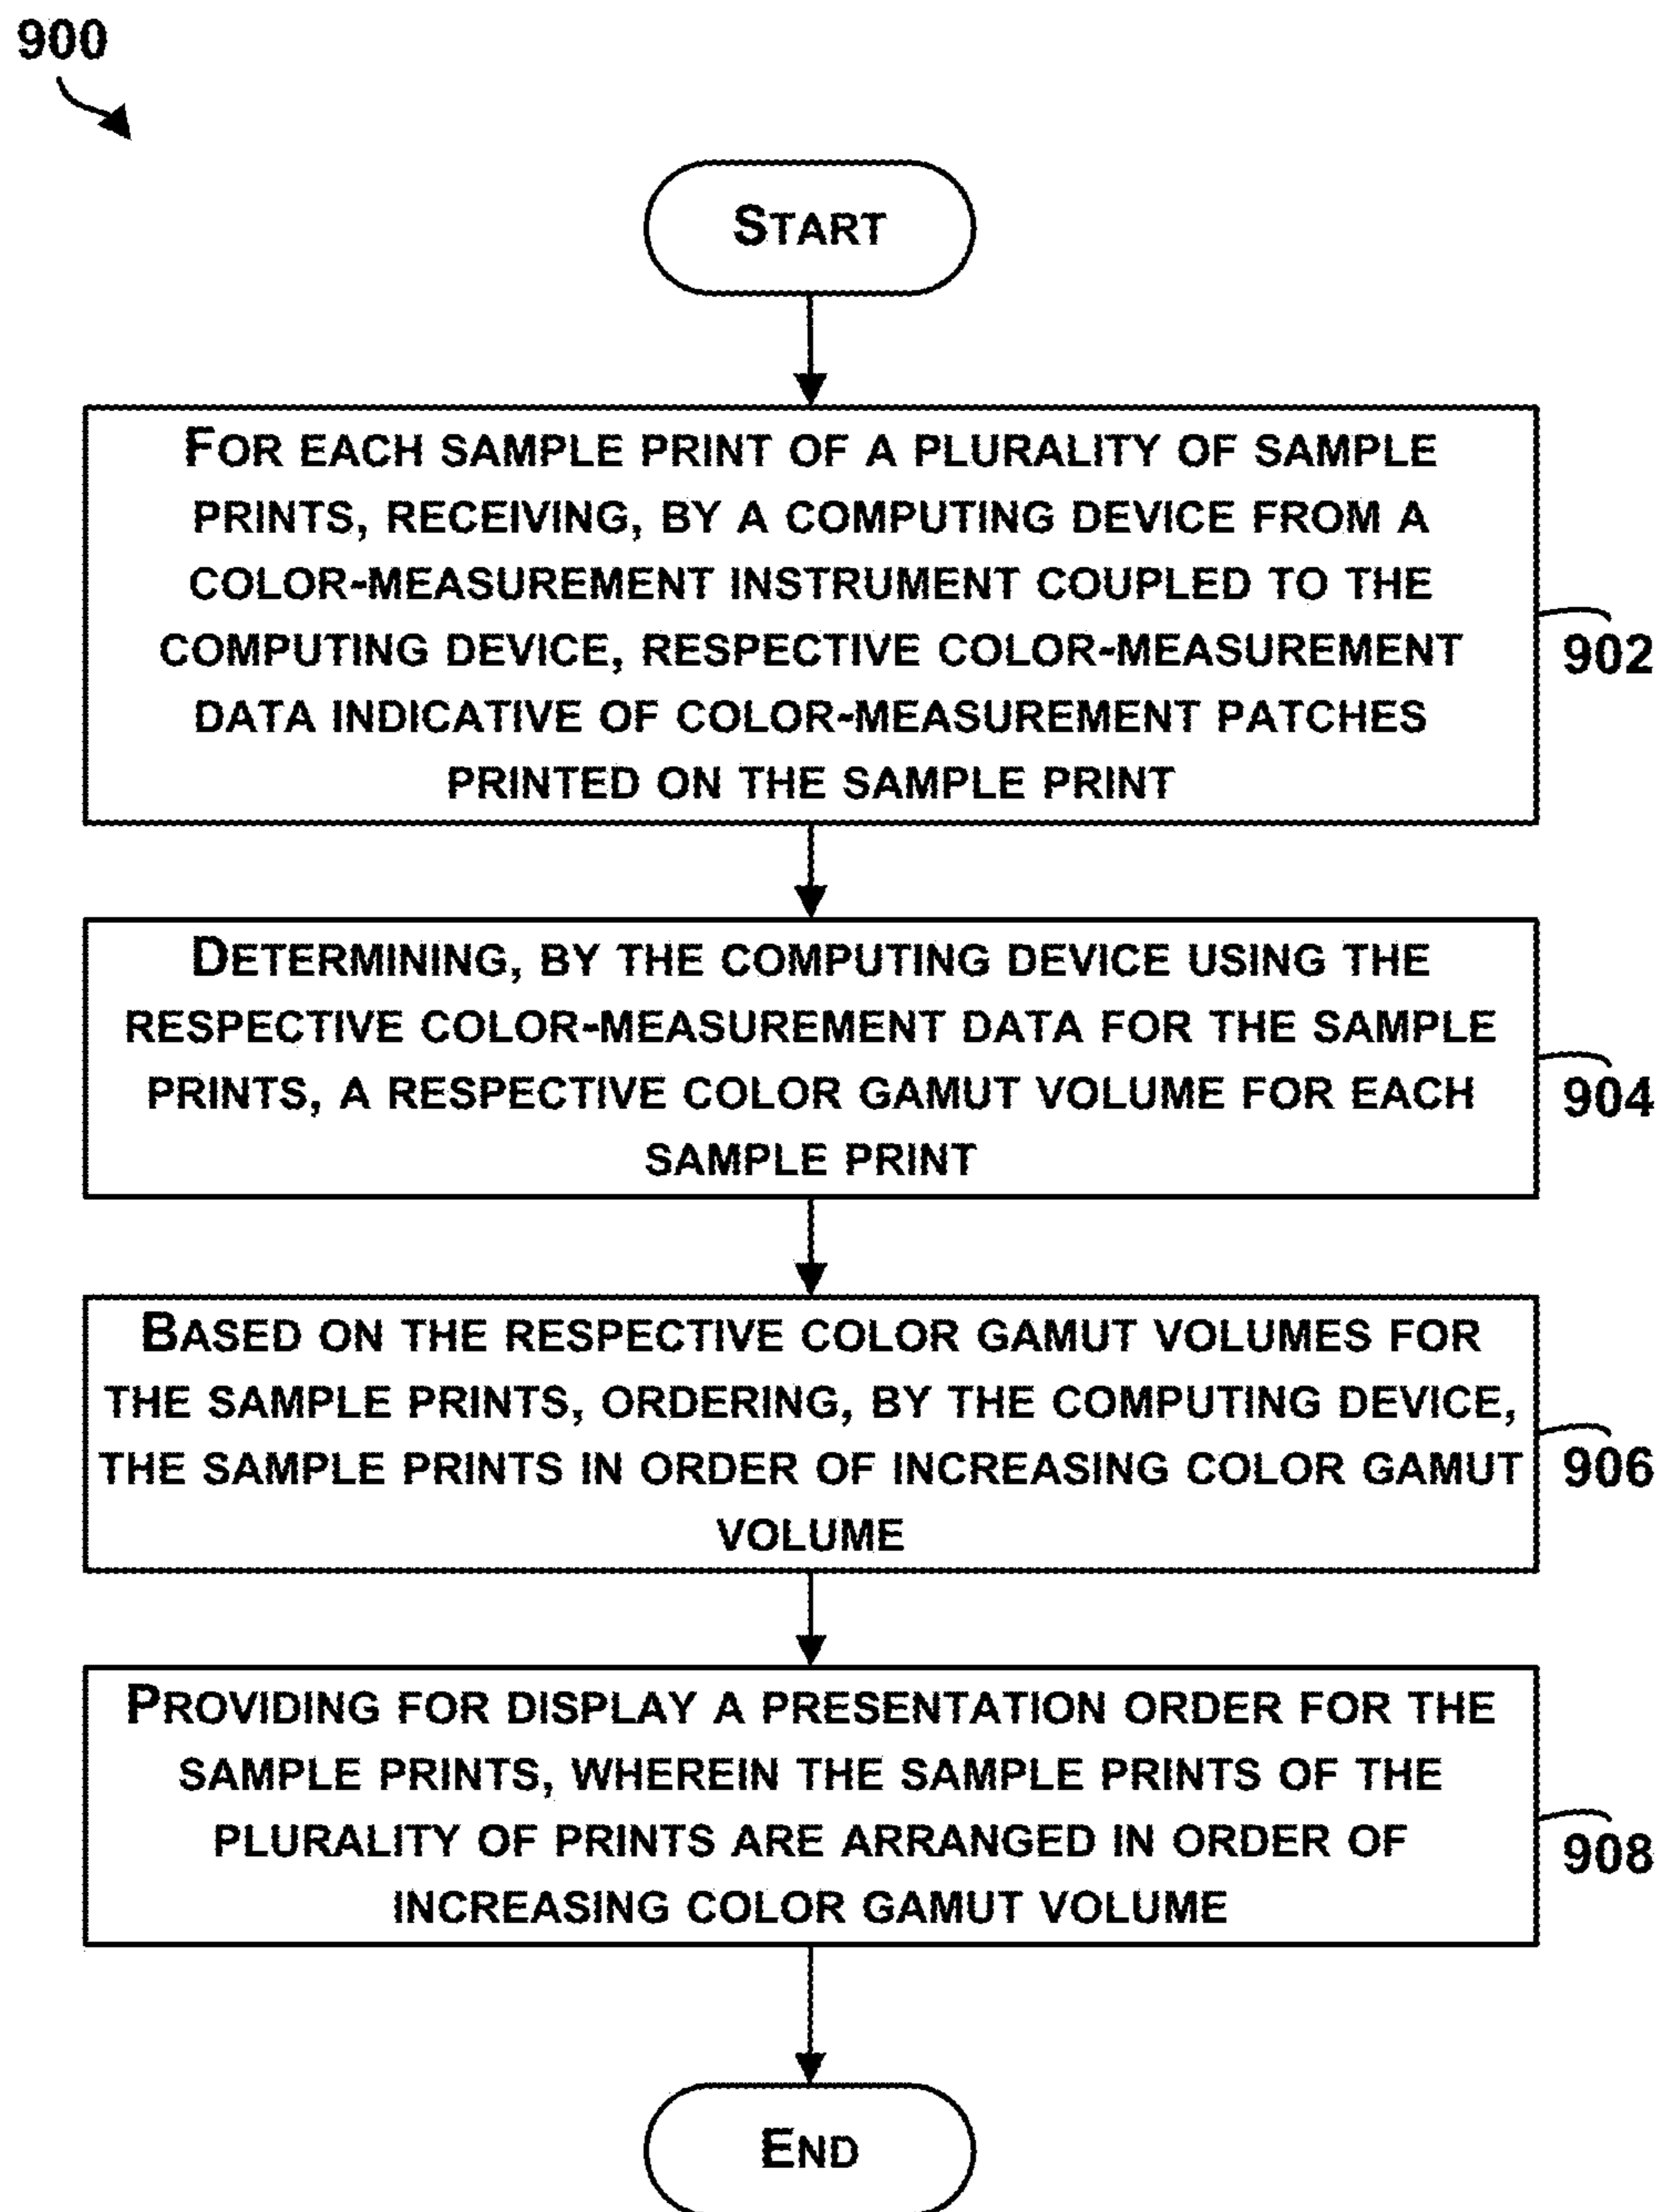 900
START
FOR EACH SAMPLE PRINT OF A PLURALITY OF SAMPLE
PRINTS, RECEIVING, BY A COMPUTING DEVICE FROM A
COLOR-MEASUREMENT INSTRUMENT COUPLED TO THE
COMPUTING DEVICE, RESPECTIVE COLOR-MEASUREMENT
DATA INDICATIVE OF COLOR-MEASUREMENT PATCHES
PRINTED ON THE SAMPLE PRINT
902
DETERMINING, BY THE COMPUTING DEVICE USING THE
RESPECTIVE COLOR-MEASUREMENT DATA FOR THE SAMPLE
PRINTS, A RESPECTIVE COLOR GAMUT VOLUME FOR EACH
SAMPLE PRINT
904
BASED ON THE RESPECTIVE COLOR GAMUT VOLUMES FOR
THE SAMPLE PRINTS, ORDERING, BY THE COMPUTING DEVICE,
THE SAMPLE PRINTS IN ORDER OF INCREASING COLOR GAMUT
VOLUME
906
PROVIDING FOR DISPLAY A PRESENTATION ORDER FOR THE
SAMPLE PRINTS, WHEREIN THE SAMPLE PRINTS OF THE
PLURALITY OF PRINTS ARE ARRANGED IN ORDER OF
INCREASING COLOR GAMUT VOLUME
908
END